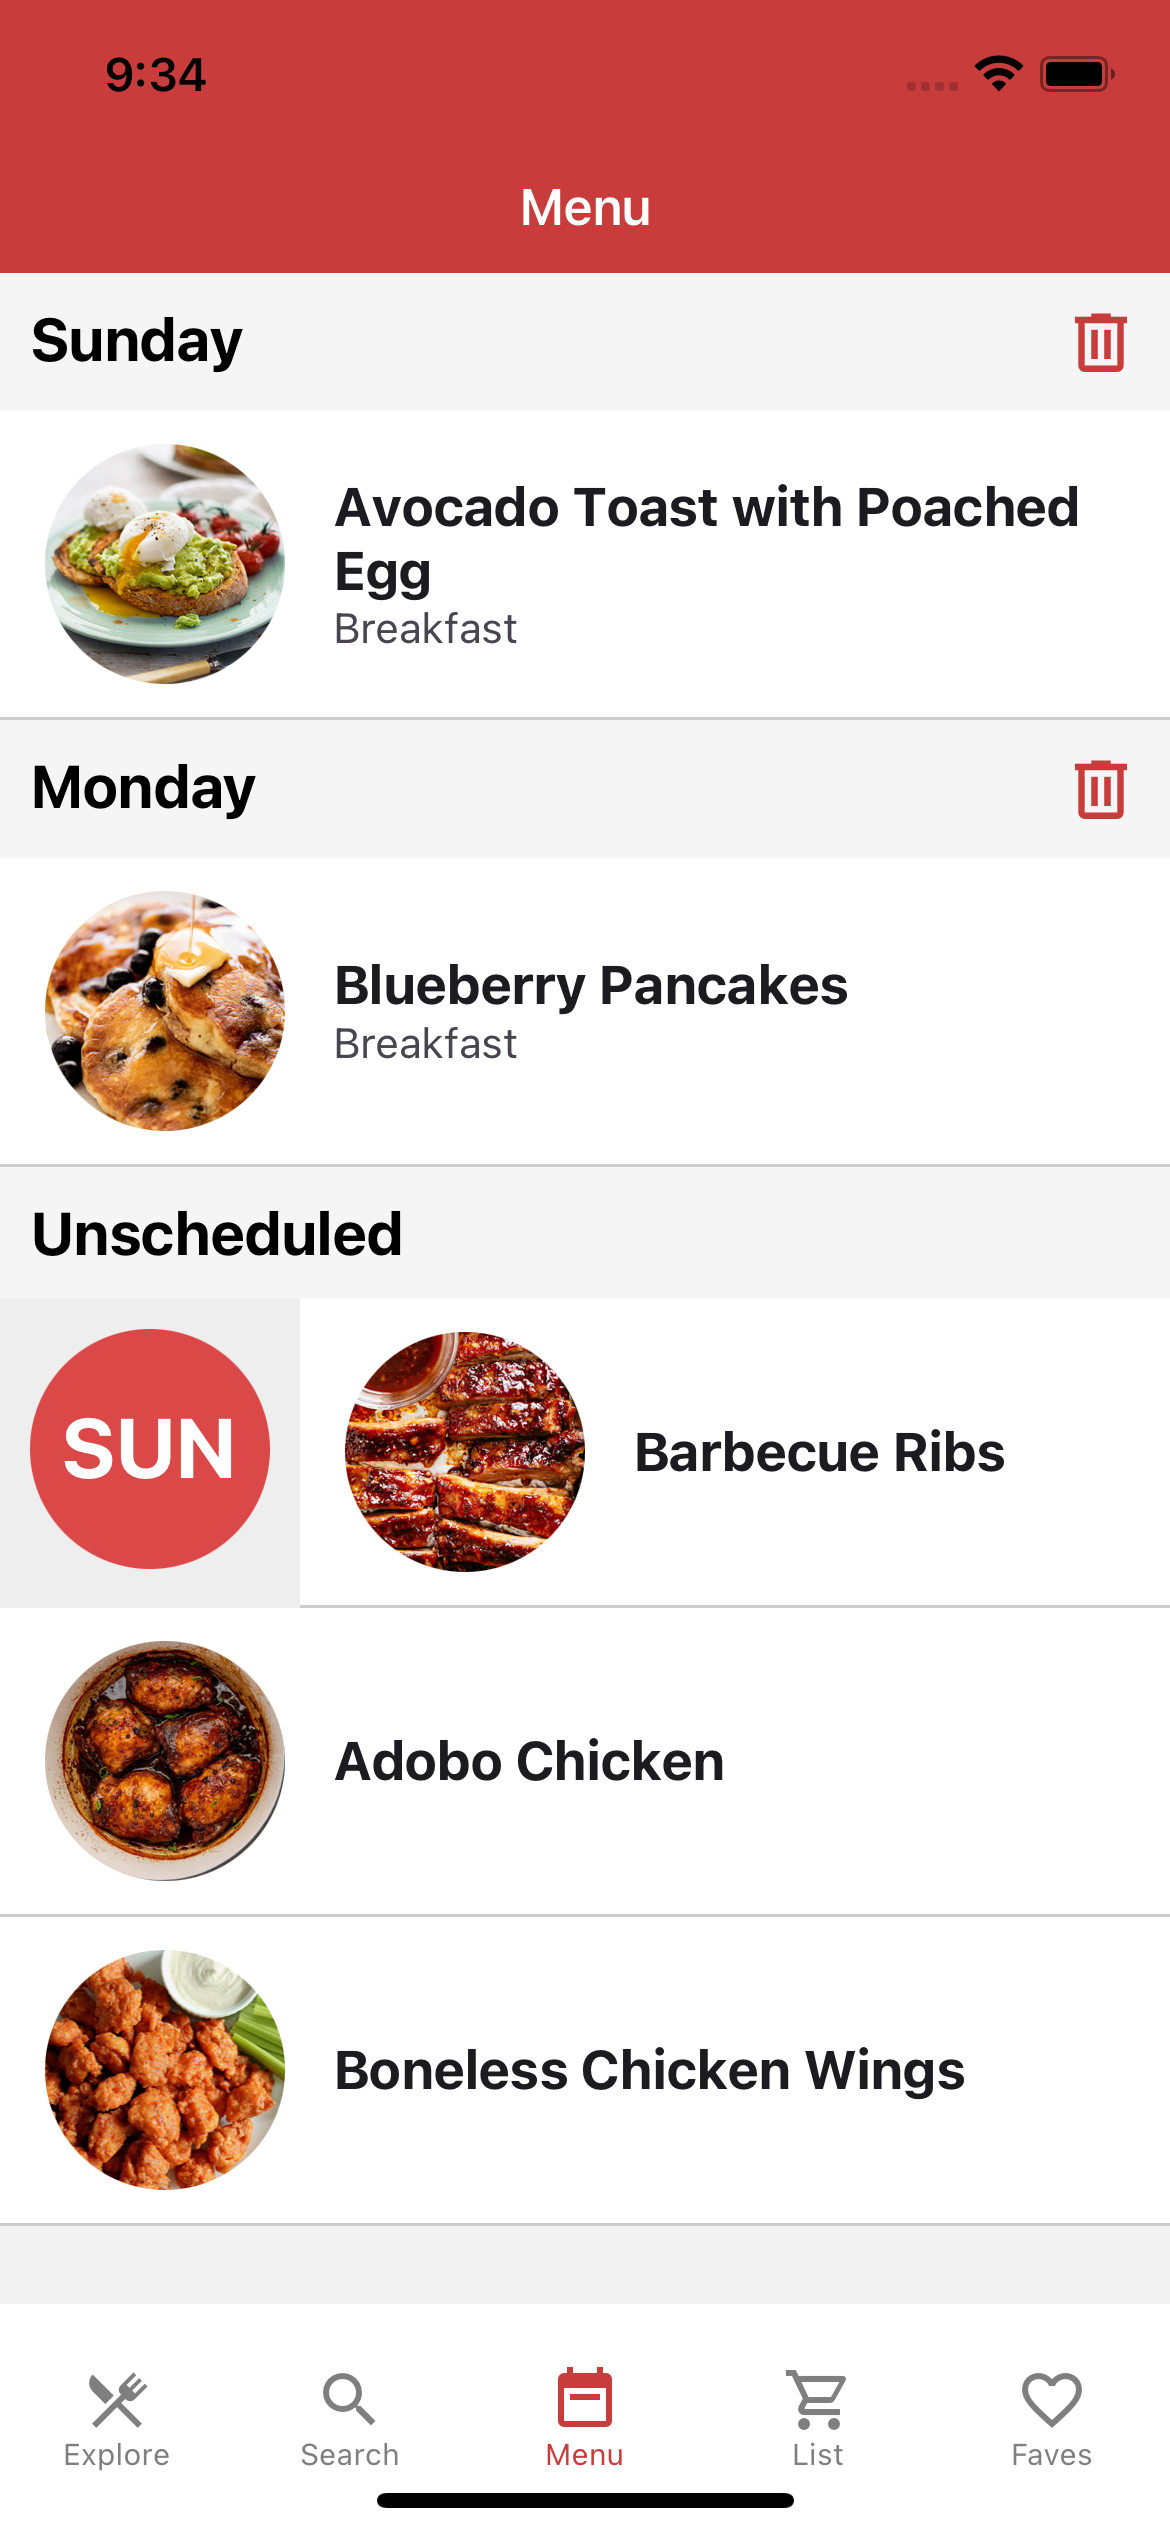 9:34
Menu
Sunday
Avocado Toast with Poached
Egg
Breakfast
Monday
Blueberry Pancakes
Breakfast
Unscheduled
SUN
Barbecue Ribs
Adobo Chicken
Boneless Chicken Wings
Explore
Search
Menu
List
Faves